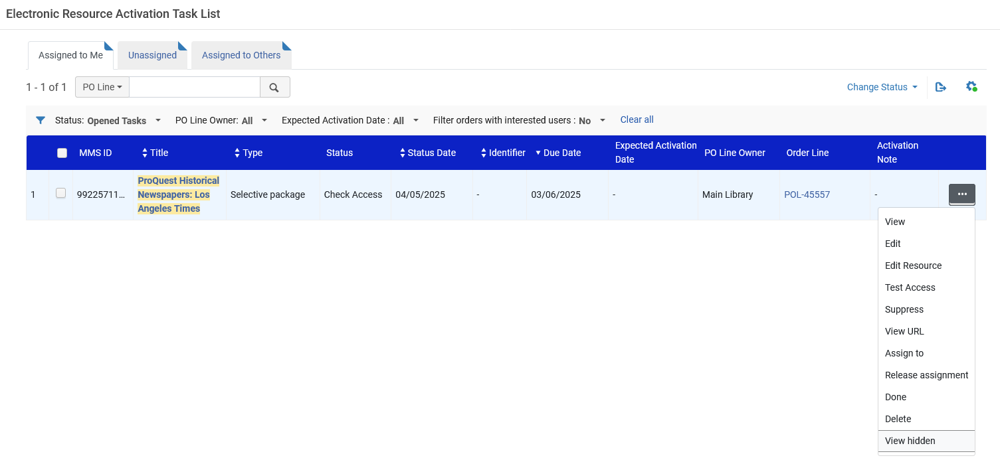 Electronic Resource Activation Task List
Assigned to Me Unassigned Assigned to Others
1 - 1 of 1 PO Line Change Status
Status: Opened Tasks PO Line Owner: All Expected Activation Date : All Filter orders with interested users : No Clear all
MMS ID Title Type Status Status Date Identifier Due Date Expected Activation Date PO Line Owner Order Line Activation Note
1 99225711... ProQuest Historical Newspapers: Los Angeles Times Selective package Check Access 04/05/2025 - 03/06/2025 - Main Library POL-45557 - ...
View
Edit
Edit Resource
Test Access
Suppress
View URL
Assign to
Release assignment
Done
Delete
View hidden